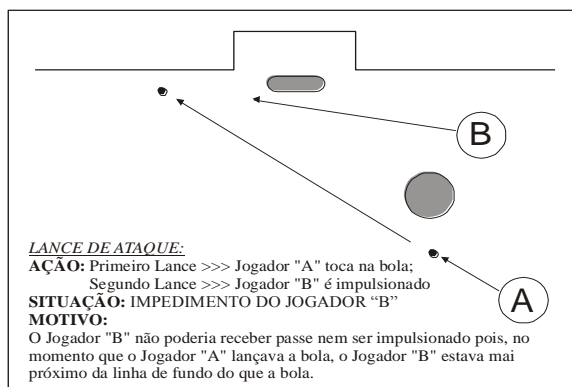 B
A
LANCE DE ATAQUE:
AÇÃO: Primeiro Lance >>> Jogador "A" toca na bola;
Segundo Lance >>> Jogador "B" é impulsionado
SITUAÇÃO: IMPEDIMENTO DO JOGADOR “B”
MOTIVO:
O Jogador "B" não poderia receber passe nem ser impulsionado pois, no
momento que o Jogador "A" lançava a bola, o Jogador "B" estava mai
próximo da linha de fundo do que a bola.